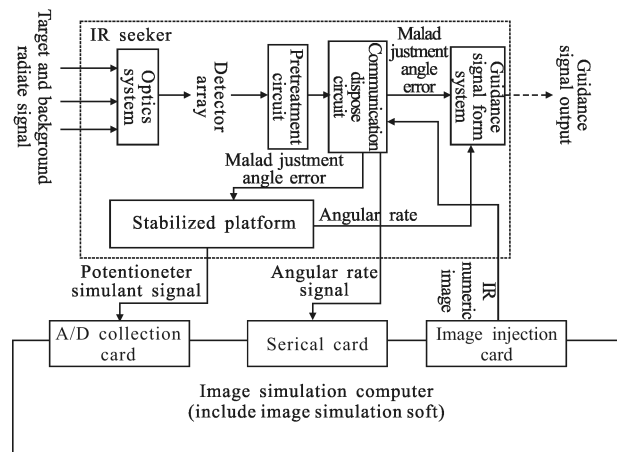 Target and background
radiate signal
IR seeker
Optics
system
Detector
array
Pretreatment
circuit
Communication
dispose
circuit
Malad justment
angle error
Guidance
signal form
system
Guidance
signal output
Malad justment
angle error
Stabilized platform
Angular rate
Potentioneter
simulant signal
Angular rate
signal
IR
numeric
image
A/D collection
card
Serical card
Image injection
card
Image simulation computer
(include image simulation soft)